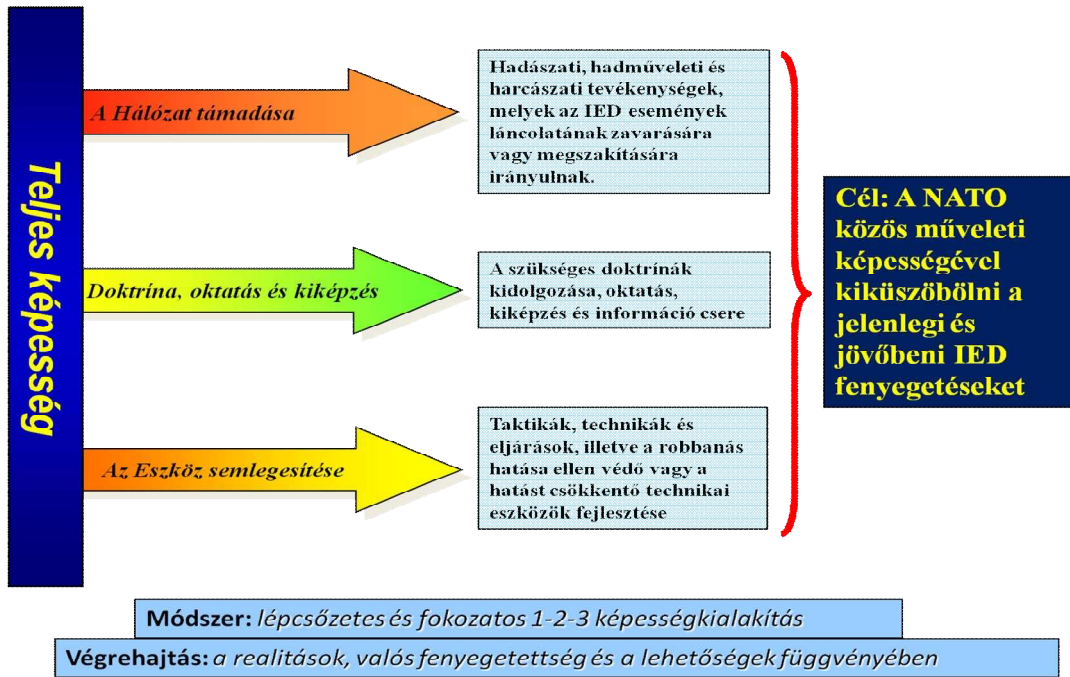 Teljes képesség
A Hálózat támadása
Hadászati, hadműveleti és
harcászati tevékenységek,
melyek az IED események
láncolatának zavarására
vagy megszakítására
irányulnak.
Doktrína, oktatás és kiképzés
A szükséges doktrínák
kidolgozása, oktatás,
kiképzés és információ csere
Az Eszköz semlegesítése
Taktikák, technikák és
eljárások, illetve a robbanás
hatása ellen védő vagy a
hatást csökkentő technikai
eszközök fejlesztése
Cél: A NATO
közös műveleti
képességével
kiküszöbölni a
jelenlegi és
jövőbeni IED
fenyegetéseket
Módszer: lépcsőzetes és fokozatos 1-2-3 képességkialakítás
Végrehajtás: a realitások, valós fenyegetettség és a lehetőségek függvényében